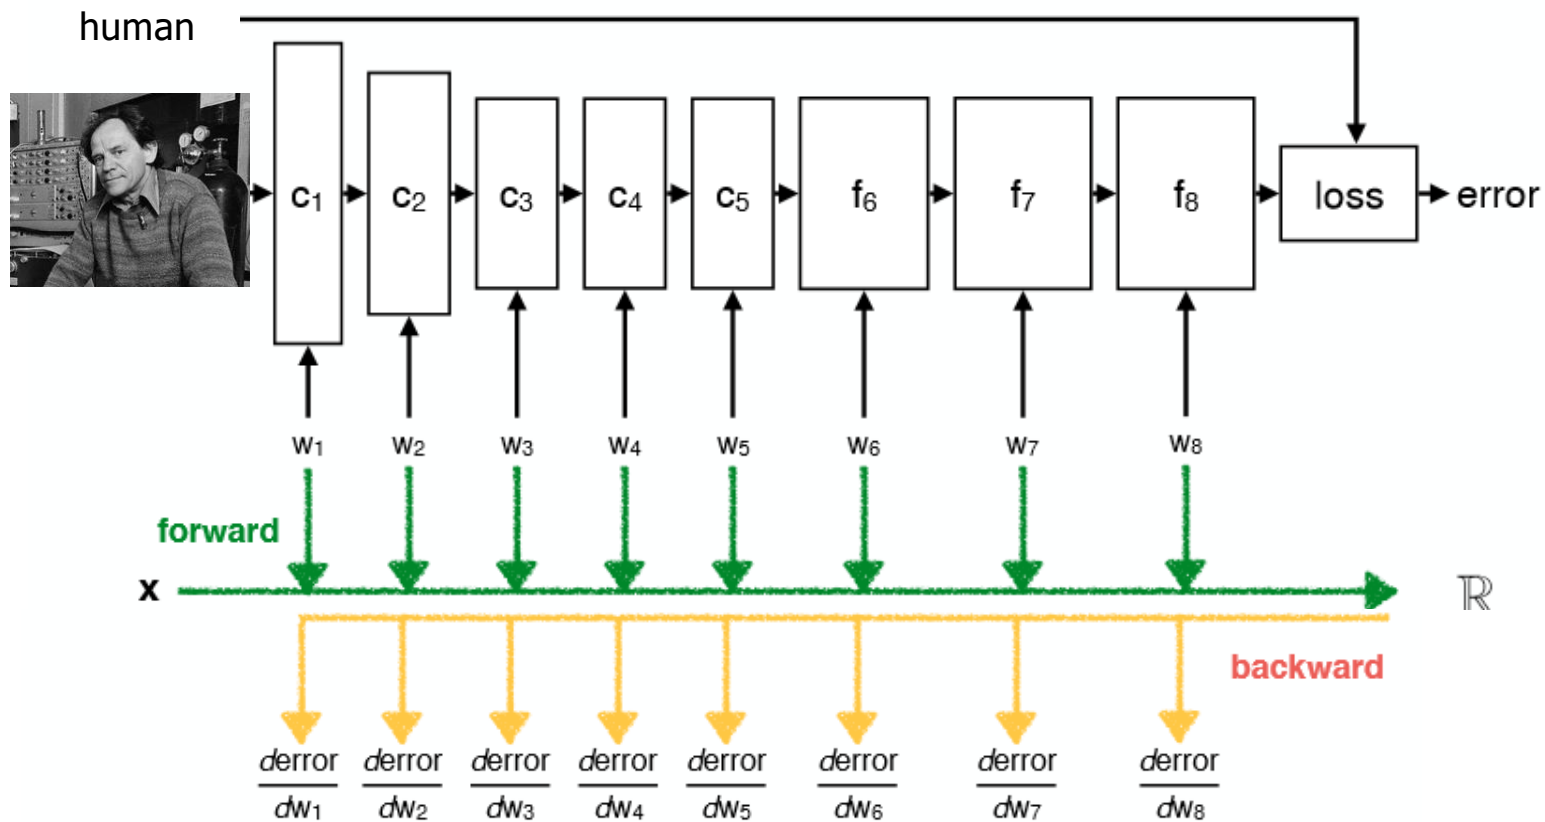 human
c1 c2 c3 c4 c5 f6 f7 f8 loss error
w1 w2 w3 w4 w5 w6 w7 w8
forward
x ℝ
backward
derror derror derror derror derror derror derror derror
dw1 dw2 dw3 dw4 dw5 dw6 dw7 dw8